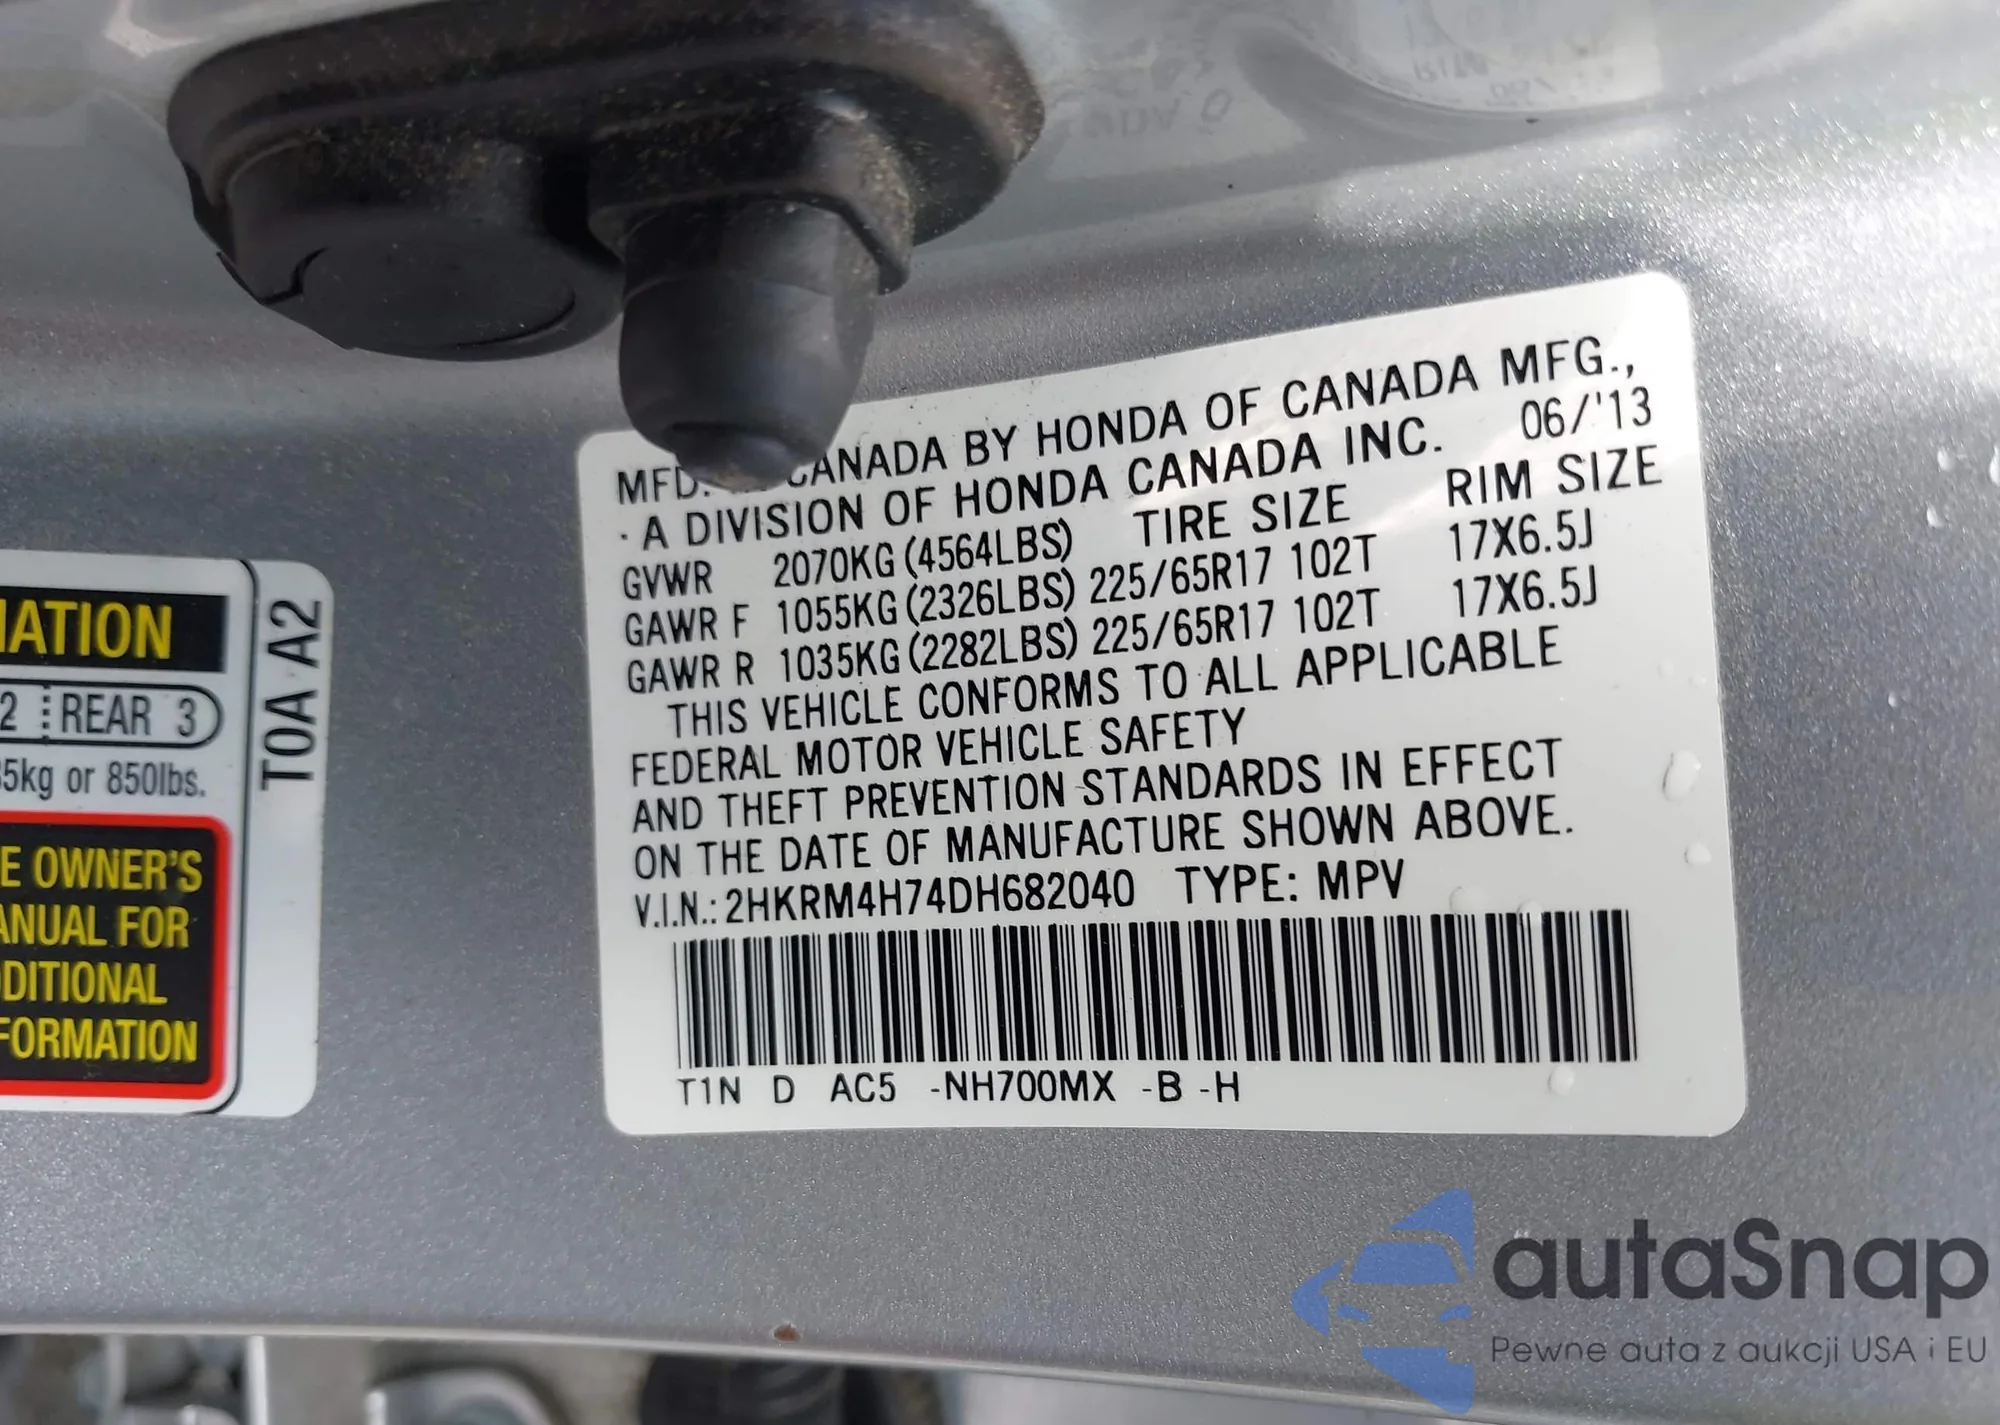 MFD. CANADA BY HONDA OF CANADA MFG.,
· A DIVISION OF HONDA CANADA INC. 06/'13
GVWR 2070KG (4564LBS) TIRE SIZE RIM SIZE
GAWR F 1055KG (2326LBS) 225/65R17 102T 17X6.5J
GAWR R 1035KG (2282LBS) 225/65R17 102T 17X6.5J
THIS VEHICLE CONFORMS TO ALL APPLICABLE
FEDERAL MOTOR VEHICLE SAFETY
AND THEFT PREVENTION STANDARDS IN EFFECT
ON THE DATE OF MANUFACTURE SHOWN ABOVE.
V.I.N.: 2HKRM4H74DH682040 TYPE: MPV
T1N D AC5 -NH700MX -B -H
MATION
2 REAR 3
5kg or 850lbs.
E OWNER'S
ANUAL FOR
DITIONAL
FORMATION
T0A A2
autaSnap
Pewne auta z aukcji USA i EU